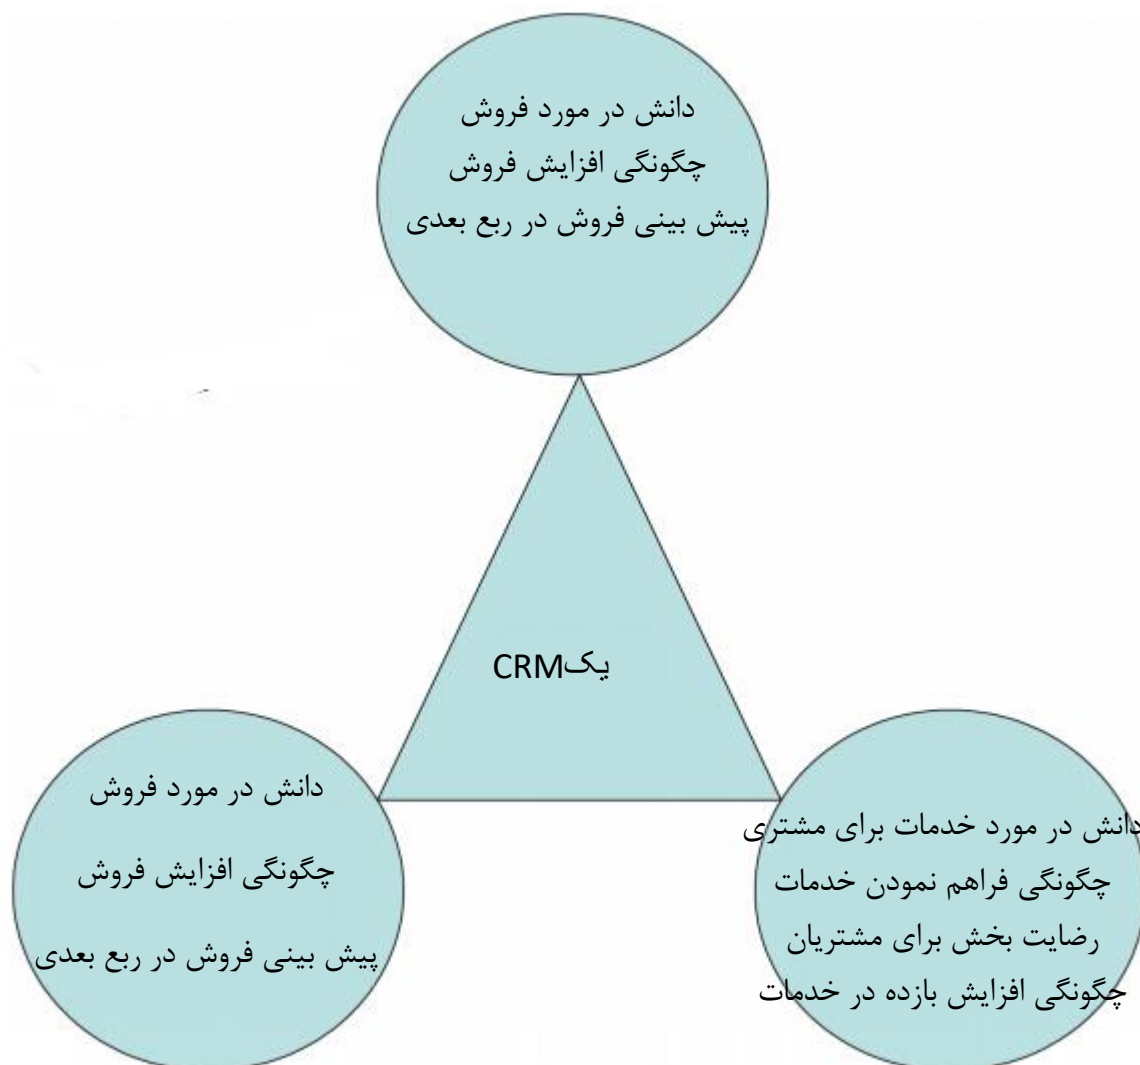 دانش در مورد فروش
چگونگی افزایش فروش
پیش بینی فروش در ربع بعدی
یکCRM
دانش در مورد خدمات برای مشتری
چگونگی فراهم نمودن خدمات
رضایت بخش برای مشتریان
چگونگی افزایش بازده در خدمات
دانش در مورد فروش
چگونگی افزایش فروش
پیش بینی فروش در ربع بعدی